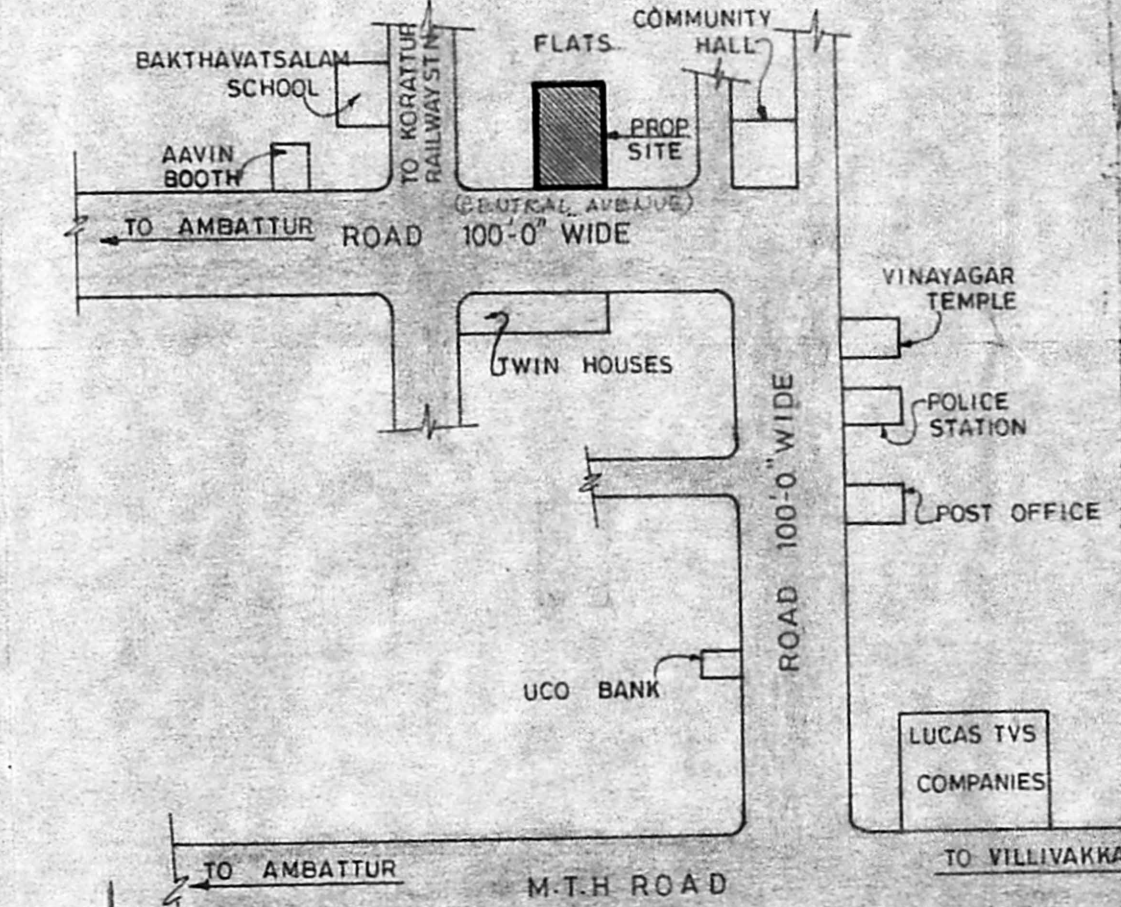 COMMUNITY
HALL
FLATS
BAKTHAVATSALAM
SCHOOL
TO KORATTUR
RAILWAY STN
PROP
SITE
AAVIN
BOOTH
(CENTRAL AVENUE)
TO AMBATTUR
ROAD 100'-0" WIDE
VINAYAGAR
TEMPLE
TWIN HOUSES
POLICE
STATION
ROAD 100'-0" WIDE
POST OFFICE
UCO BANK
LUCAS TVS
COMPANIES
TO VILLIVAKKA
TO AMBATTUR
M.T.H ROAD